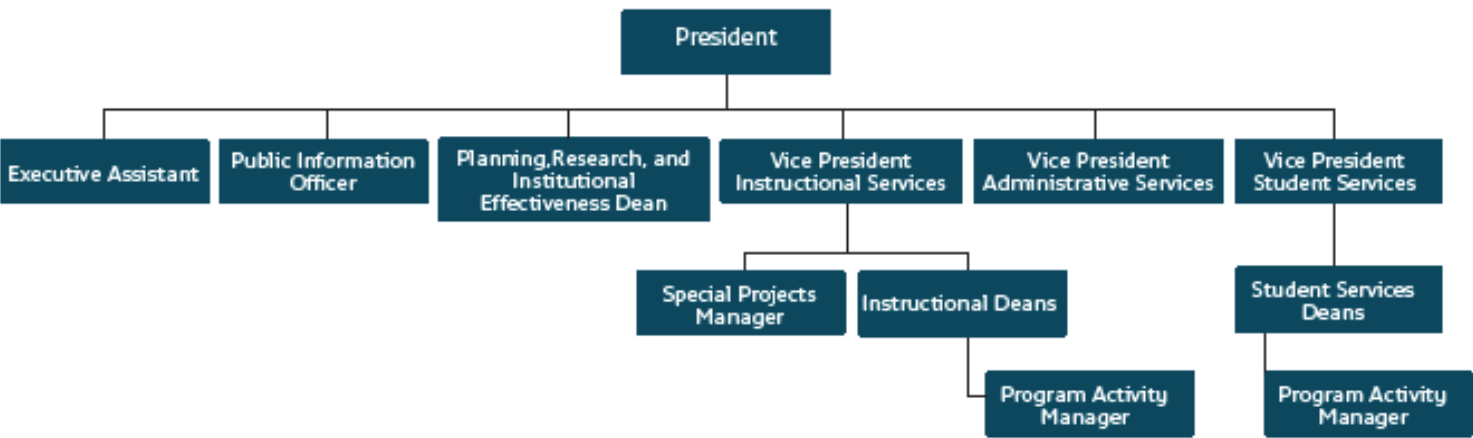 President
Executive Assistant
Public Information
Officer
Planning,Research, and
Institutional
Effectiveness Dean
Vice President
Instructional Services
Vice President
Administrative Services
Vice President
Student Services
Special Projects
Manager
Instructional Deans
Student Services
Deans
Program Activity
Manager
Program Activity
Manager